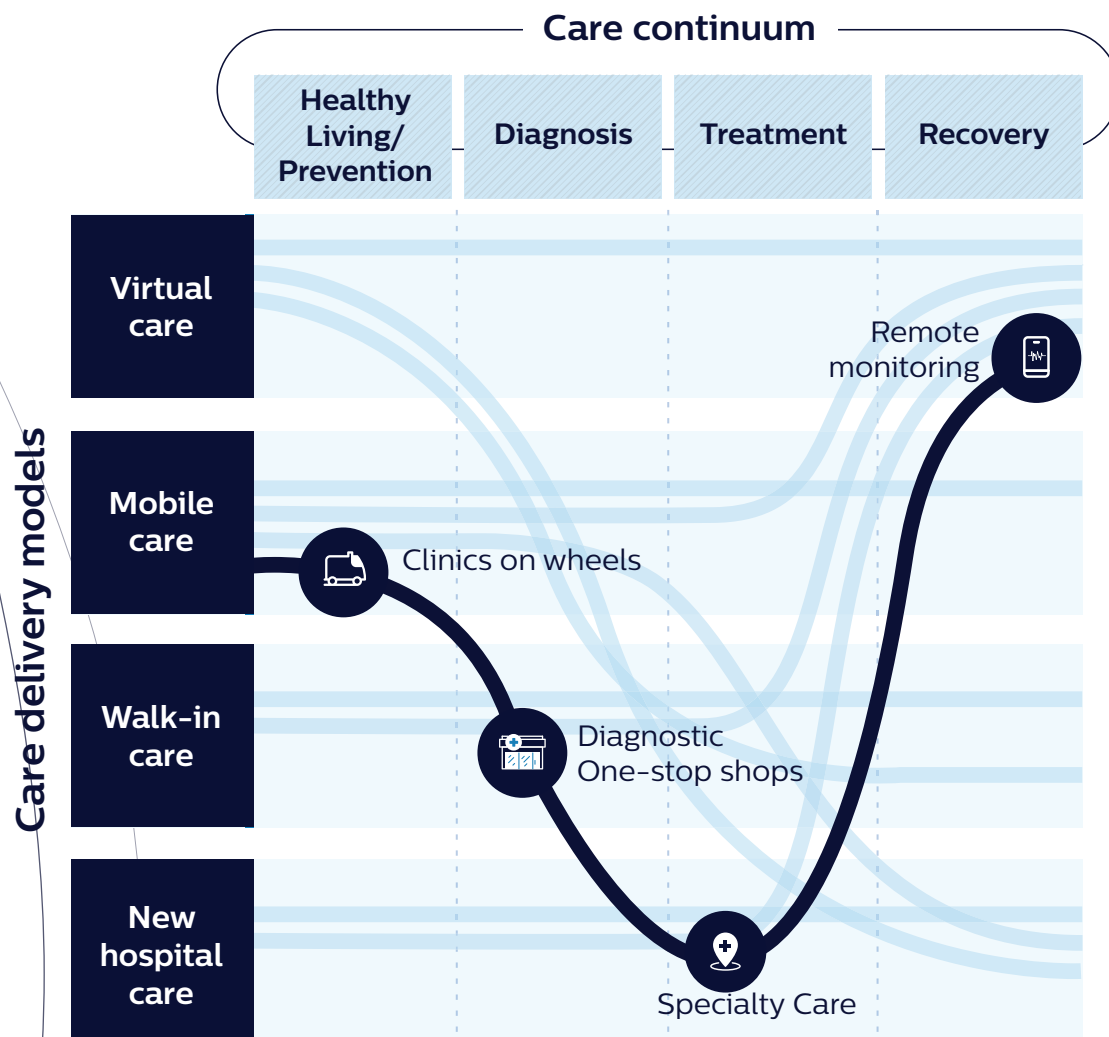 Care continuum
Healthy
Living/
Prevention
Diagnosis
Treatment
Recovery
Care delivery models
Virtual
care
Remote
monitoring
Mobile
care
Clinics on wheels
Walk-in
care
Diagnostic
One-stop shops
New
hospital
care
Specialty Care